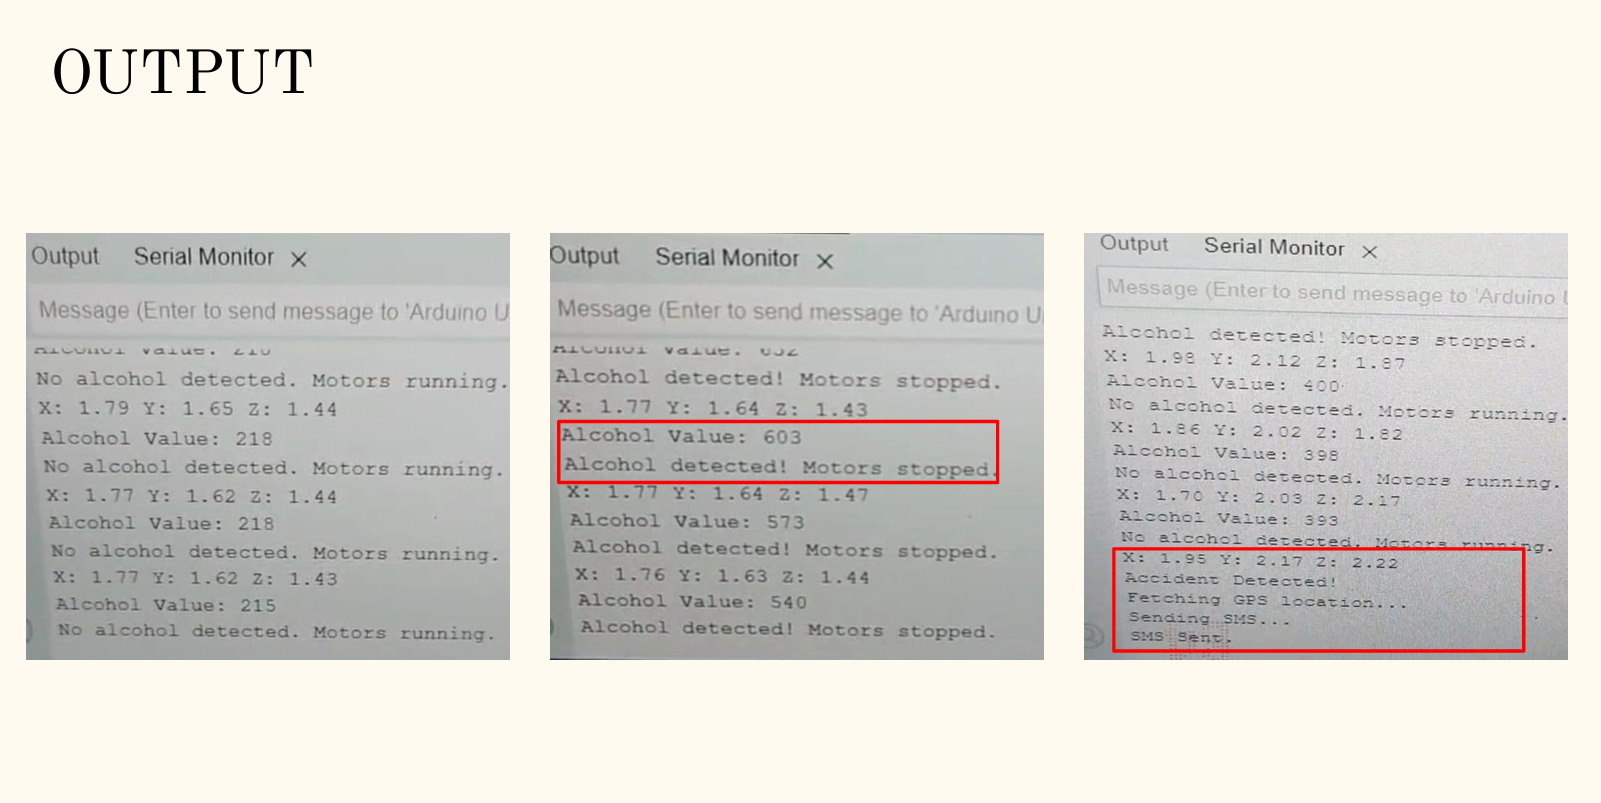 OUTPUT
Output Serial Monitor ×
Message (Enter to send message to 'Arduino U
Alcohol Value: 218
No alcohol detected. Motors running.
X: 1.79 Y: 1.65 Z: 1.44
Alcohol Value: 218
No alcohol detected. Motors running.
X: 1.77 Y: 1.62 Z: 1.44
Alcohol Value: 218
No alcohol detected. Motors running.
X: 1.77 Y: 1.62 Z: 1.43
Alcohol Value: 215
No alcohol detected. Motors running.
Output Serial Monitor ×
Message (Enter to send message to 'Arduino U
Alcohol Value: 632
Alcohol detected! Motors stopped.
X: 1.77 Y: 1.64 Z: 1.43
Alcohol Value: 603
Alcohol detected! Motors stopped.
X: 1.77 Y: 1.64 Z: 1.47
Alcohol Value: 573
Alcohol detected! Motors stopped.
X: 1.76 Y: 1.63 Z: 1.44
Alcohol Value: 540
Alcohol detected! Motors stopped.
Output Serial Monitor ×
Message (Enter to send message to 'Arduino U
Alcohol detected! Motors stopped.
X: 1.98 Y: 2.12 Z: 1.87
Alcohol Value: 400
No alcohol detected. Motors running.
X: 1.86 Y: 2.02 Z: 1.82
Alcohol Value: 398
No alcohol detected. Motors running.
X: 1.70 Y: 2.03 Z: 2.17
Alcohol Value: 393
No alcohol detected. Motors running.
X: 1.95 Y: 2.17 Z: 2.22
Accident Detected!
Fetching GPS location...
Sending SMS...
SMS Sent.